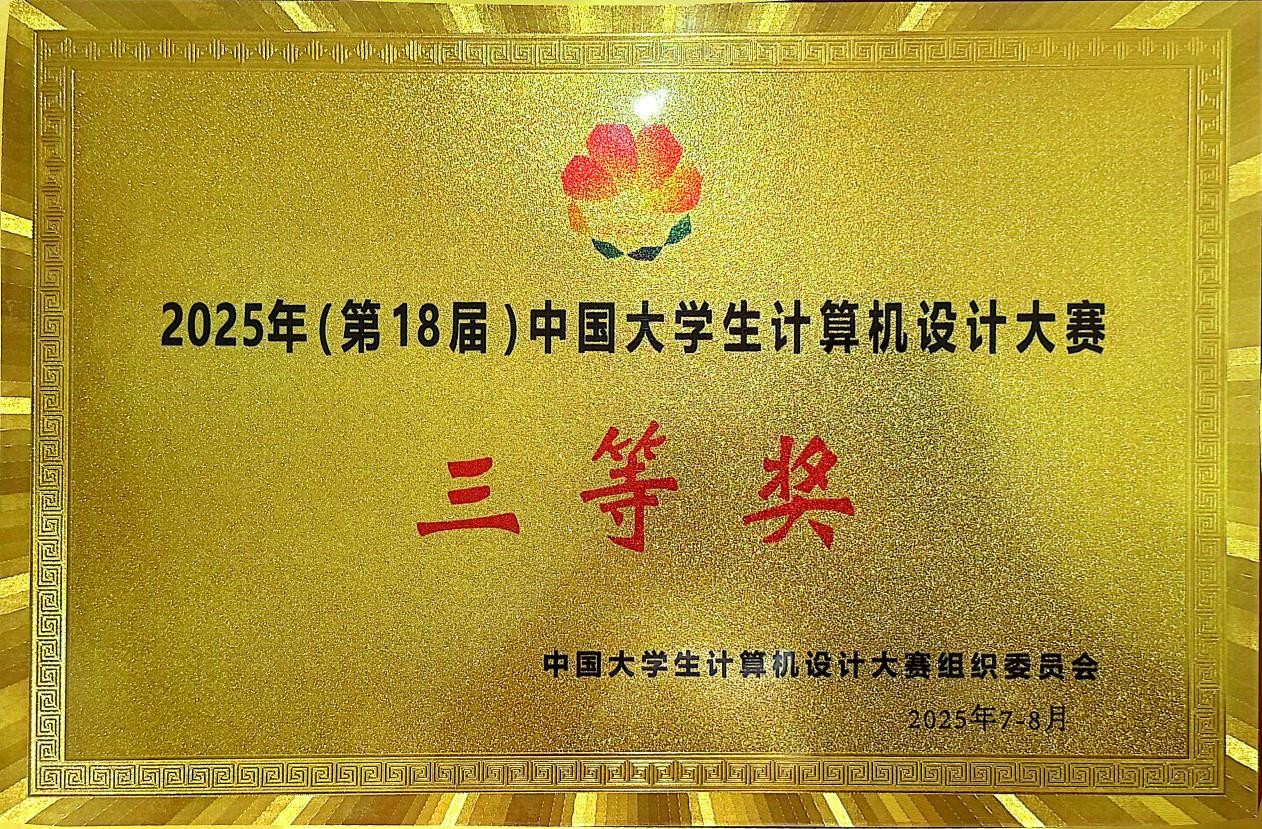 2025年(第18届)中国大学生计算机设计大赛
三等奖
中国大学生计算机设计大赛组织委员会
2025年7-8月